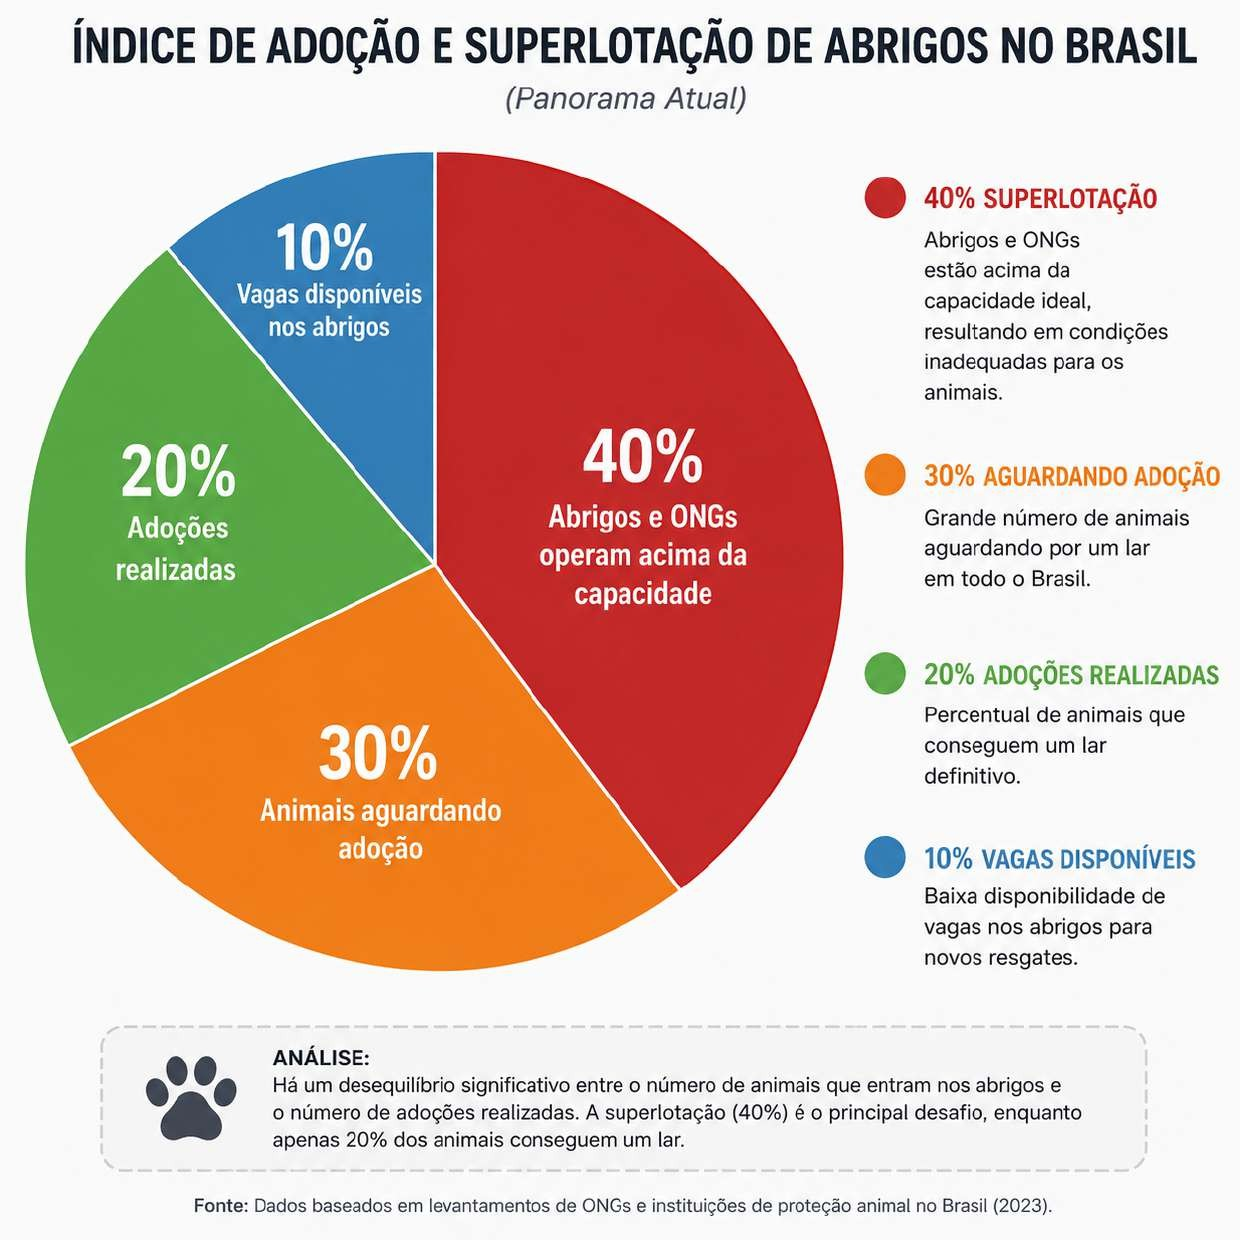 ÍNDICE DE ADOÇÃO E SUPERLOTAÇÃO DE ABRIGOS NO BRASIL
(Panorama Atual)
10%
Vagas disponíveis
nos abrigos
20%
Adoções
realizadas
40%
Abrigos e ONGs
operam acima da
capacidade
30%
Animais aguardando
adoção
40% SUPERLOTAÇÃO
Abrigos e ONGs
estão acima da
capacidade ideal,
resultando em condições
inadequadas para os
animais.
30% AGUARDANDO ADOÇÃO
Grande número de animais
aguardando por um lar
em todo o Brasil.
20% ADOÇÕES REALIZADAS
Percentual de animais que
conseguem um lar
definitivo.
10% VAGAS DISPONÍVEIS
Baixa disponibilidade de
vagas nos abrigos para
novos resgates.
ANÁLISE:
Há um desequilíbrio significativo entre o número de animais que entram nos abrigos e
o número de adoções realizadas. A superlotação (40%) é o principal desafio, enquanto
apenas 20% dos animais conseguem um lar.
Fonte: Dados baseados em levantamentos de ONGs e instituições de proteção animal no Brasil (2023).